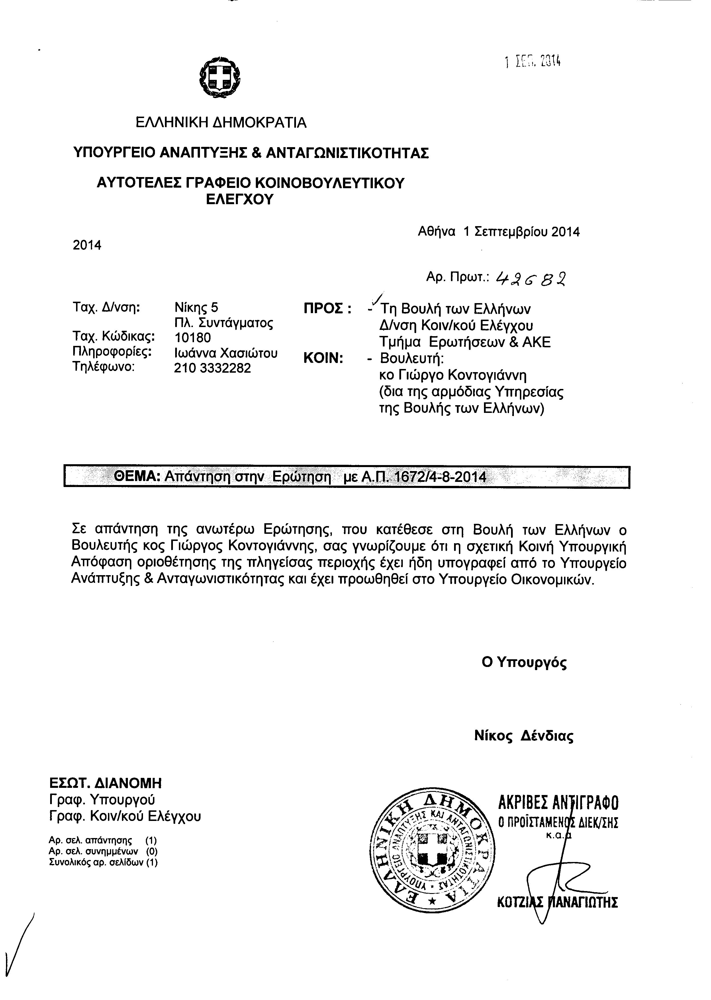 1 ΣΕΠ. 2014
ΕΛΛΗΝΙΚΗ ΔΗΜΟΚΡΑΤΙΑ
ΥΠΟΥΡΓΕΙΟ ΑΝΑΠΤΥΞΗΣ & ΑΝΤΑΓΩΝΙΣΤΙΚΟΤΗΤΑΣ
ΑΥΤΟΤΕΛΕΣ ΓΡΑΦΕΙΟ ΚΟΙΝΟΒΟΥΛΕΥΤΙΚΟΥ
ΕΛΕΓΧΟΥ
Αθήνα 1 Σεπτεμβρίου 2014
2014
Αρ. Πρωτ.: 42682
Ταχ. Δ/νση: Νίκης 5
Πλ. Συντάγματος
Ταχ. Κώδικας: 10180
Πληροφορίες: Ιωάννα Χασιώτου
Τηλέφωνο: 210 3332282
ΠΡΟΣ : - Τη Βουλή των Ελλήνων
Δ/νση Κοιν/κού Ελέγχου
Τμήμα Ερωτήσεων & ΑΚΕ
ΚΟΙΝ: - Βουλευτή:
κο Γιώργο Κοντογιάννη
(δια της αρμόδιας Υπηρεσίας
της Βουλής των Ελλήνων)
ΘΕΜΑ: Απάντηση στην Ερώτηση με Α.Π. 1672/4-8-2014
Σε απάντηση της ανωτέρω Ερώτησης, που κατέθεσε στη Βουλή των Ελλήνων ο
Βουλευτής κος Γιώργος Κοντογιάννης, σας γνωρίζουμε ότι η σχετική Κοινή Υπουργική
Απόφαση οριοθέτησης της πληγείσας περιοχής έχει ήδη υπογραφεί από το Υπουργείο
Ανάπτυξης & Ανταγωνιστικότητας και έχει προωθηθεί στο Υπουργείο Οικονομικών.
Ο Υπουργός
Νίκος Δένδιας
ΕΣΩΤ. ΔΙΑΝΟΜΗ
Γραφ. Υπουργού
Γραφ. Κοιν/κού Ελέγχου
Αρ. σελ. απάντησης (1)
Αρ. σελ. συνημμένων (0)
Συνολικός αρ. σελίδων (1)
ΕΛΛΗΝΙΚΗ ΔΗΜΟΚΡΑΤΙΑ
ΥΠΟΥΡΓΕΙΟ ΑΝΑΠΤΥΞΗΣ ΚΑΙ ΑΝΤΑΓΩΝΙΣΤΙΚΟΤΗΤΑΣ
ΑΚΡΙΒΕΣ ΑΝΤΙΓΡΑΦΟ
Ο ΠΡΟΪΣΤΑΜΕΝΟΣ ΔΙΕΚ/ΣΗΣ
κ.α.α
ΚΟΤΖΙΑΣ ΠΑΝΑΓΙΩΤΗΣ